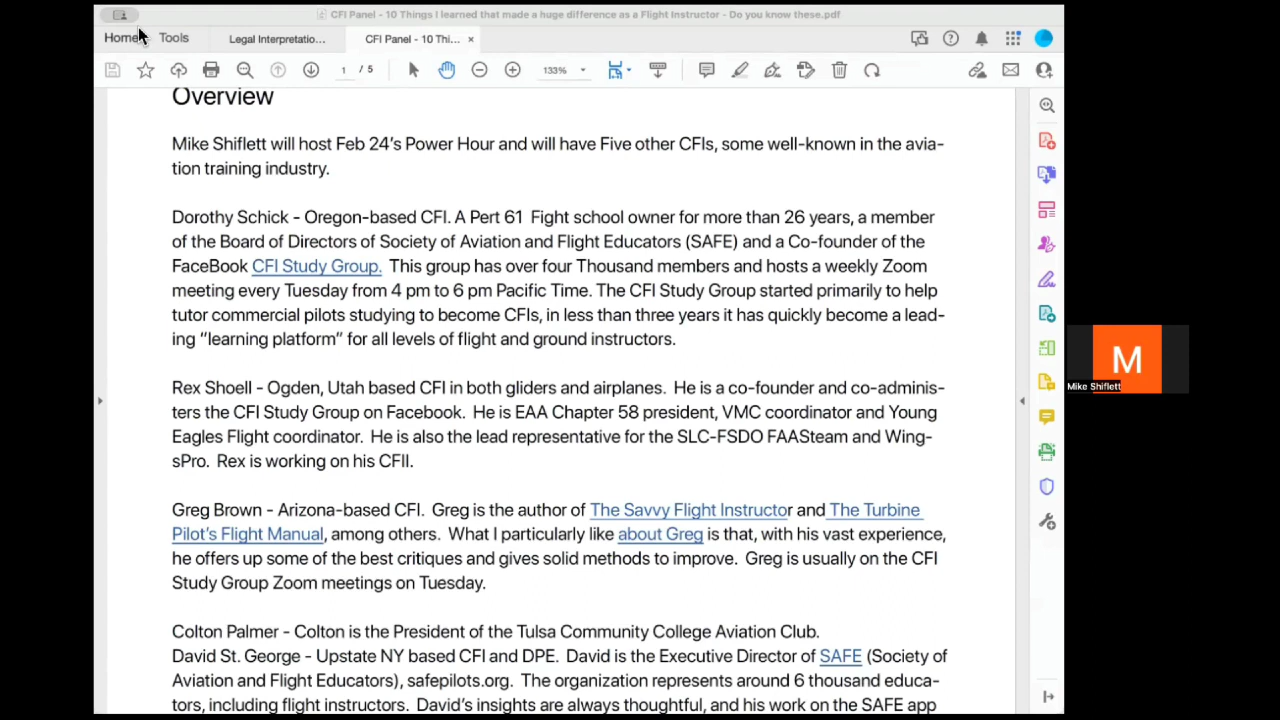 CFI Panel - 10 Things I learned that made a huge difference as a Flight Instructor - Do you know these.pdf
Home Tools Legal Interpretatio... CFI Panel - 10 Thi... ×
1 / 5 133%
Overview
Mike Shiflett will host Feb 24's Power Hour and will have Five other CFIs, some well-known in the avia-
tion training industry.
Dorothy Schick - Oregon-based CFI. A Pert 61 Fight school owner for more than 26 years, a member
of the Board of Directors of Society of Aviation and Flight Educators (SAFE) and a Co-founder of the
FaceBook CFI Study Group. This group has over four Thousand members and hosts a weekly Zoom
meeting every Tuesday from 4 pm to 6 pm Pacific Time. The CFI Study Group started primarily to help
tutor commercial pilots studying to become CFIs, in less than three years it has quickly become a lead-
ing "learning platform" for all levels of flight and ground instructors.
Rex Shoell - Ogden, Utah based CFI in both gliders and airplanes. He is a co-founder and co-adminis-
ters the CFI Study Group on Facebook. He is EAA Chapter 58 president, VMC coordinator and Young
Eagles Flight coordinator. He is also the lead representative for the SLC-FSDO FAASteam and Wing-
sPro. Rex is working on his CFII.
Greg Brown - Arizona-based CFI. Greg is the author of The Savvy Flight Instructor and The Turbine
Pilot's Flight Manual, among others. What I particularly like about Greg is that, with his vast experience,
he offers up some of the best critiques and gives solid methods to improve. Greg is usually on the CFI
Study Group Zoom meetings on Tuesday.
Colton Palmer - Colton is the President of the Tulsa Community College Aviation Club.
David St. George - Upstate NY based CFI and DPE. David is the Executive Director of SAFE (Society of
Aviation and Flight Educators), safepilots.org. The organization represents around 6 thousand educa-
tors, including flight instructors. David's insights are always thoughtful, and his work on the SAFE app
M
Mike Shiflett